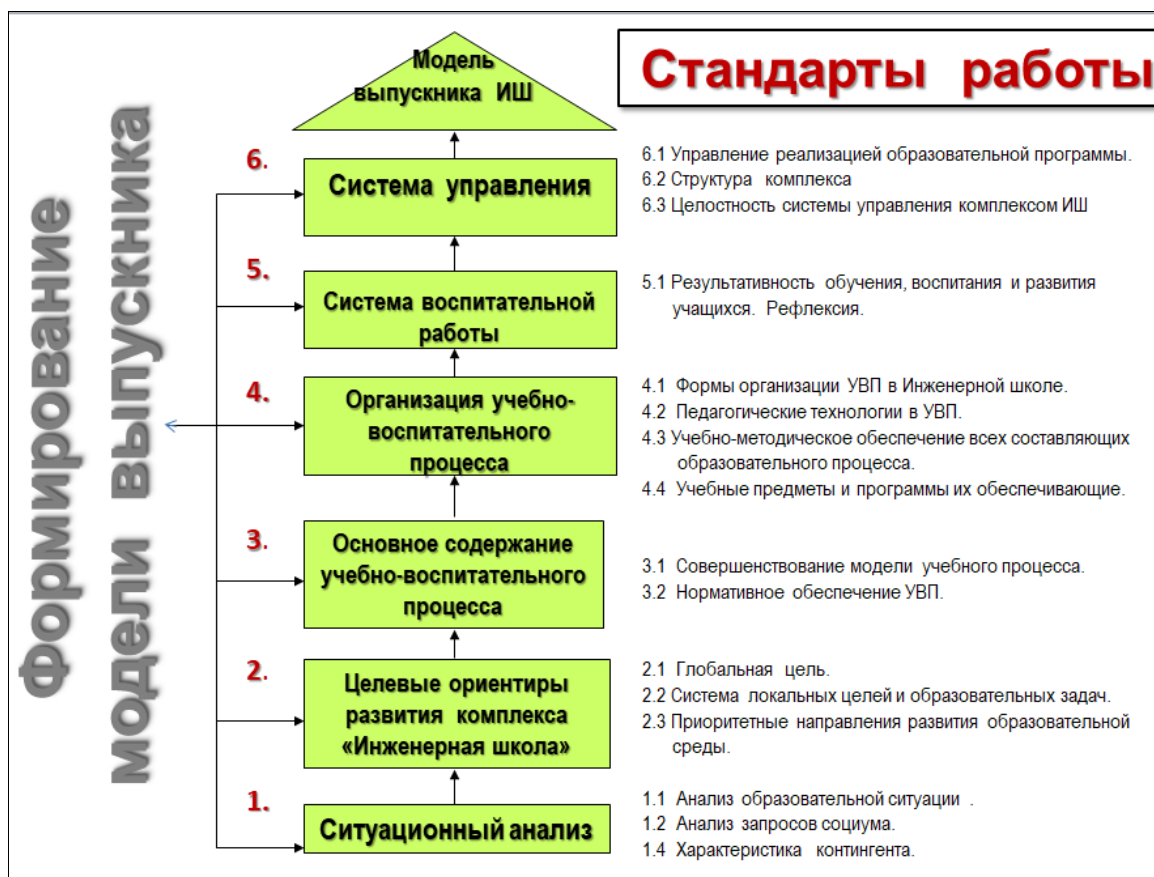 Формирование
модели выпускника
Стандарты работы
Модель
выпускника ИШ
6.
Система управления
6.1 Управление реализацией образовательной программы.
6.2 Структура комплекса
6.3 Целостность системы управления комплексом ИШ
5.
Система воспитательной
работы
5.1 Результативность обучения, воспитания и развития
учащихся. Рефлексия.
4.
Организация учебно-
воспитательного
процесса
4.1 Формы организации УВП в Инженерной школе.
4.2 Педагогические технологии в УВП.
4.3 Учебно-методическое обеспечение всех составляющих
образовательного процесса.
4.4 Учебные предметы и программы их обеспечивающие.
3.
Основное содержание
учебно-воспитательного
процесса
3.1 Совершенствование модели учебного процесса.
3.2 Нормативное обеспечение УВП.
2.
Целевые ориентиры
развития комплекса
«Инженерная школа»
2.1 Глобальная цель.
2.2 Система локальных целей и образовательных задач.
2.3 Приоритетные направления развития образовательной
среды.
1.
Ситуационный анализ
1.1 Анализ образовательной ситуации .
1.2 Анализ запросов социума.
1.4 Характеристика контингента.